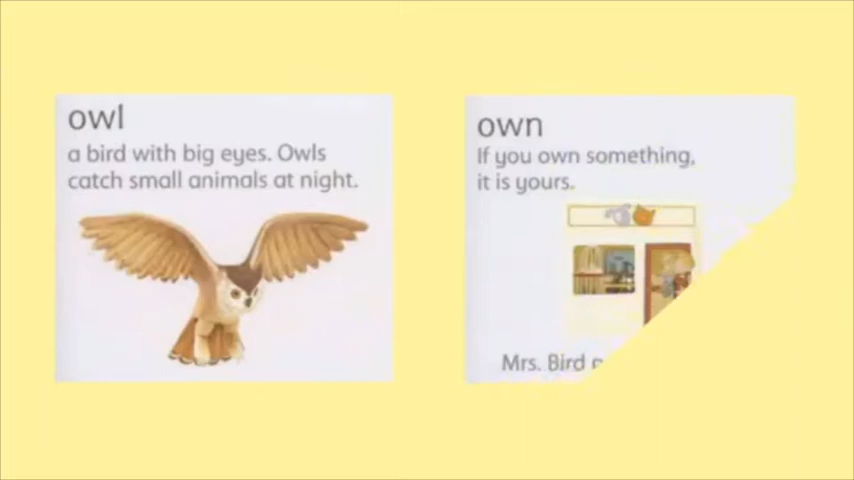 owl
a bird with big eyes. Owls
catch small animals at night.
own
If you own something,
it is yours.
Mrs. Bird